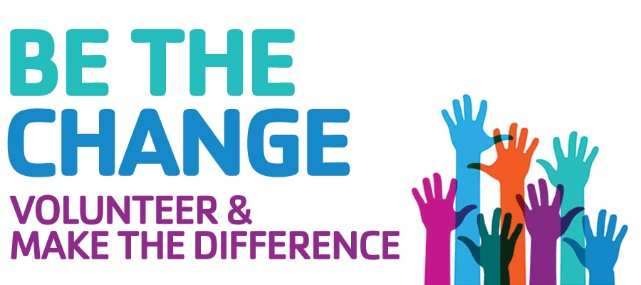 BE THE
CHANGE
VOLUNTEER &
MAKE THE DIFFERENCE